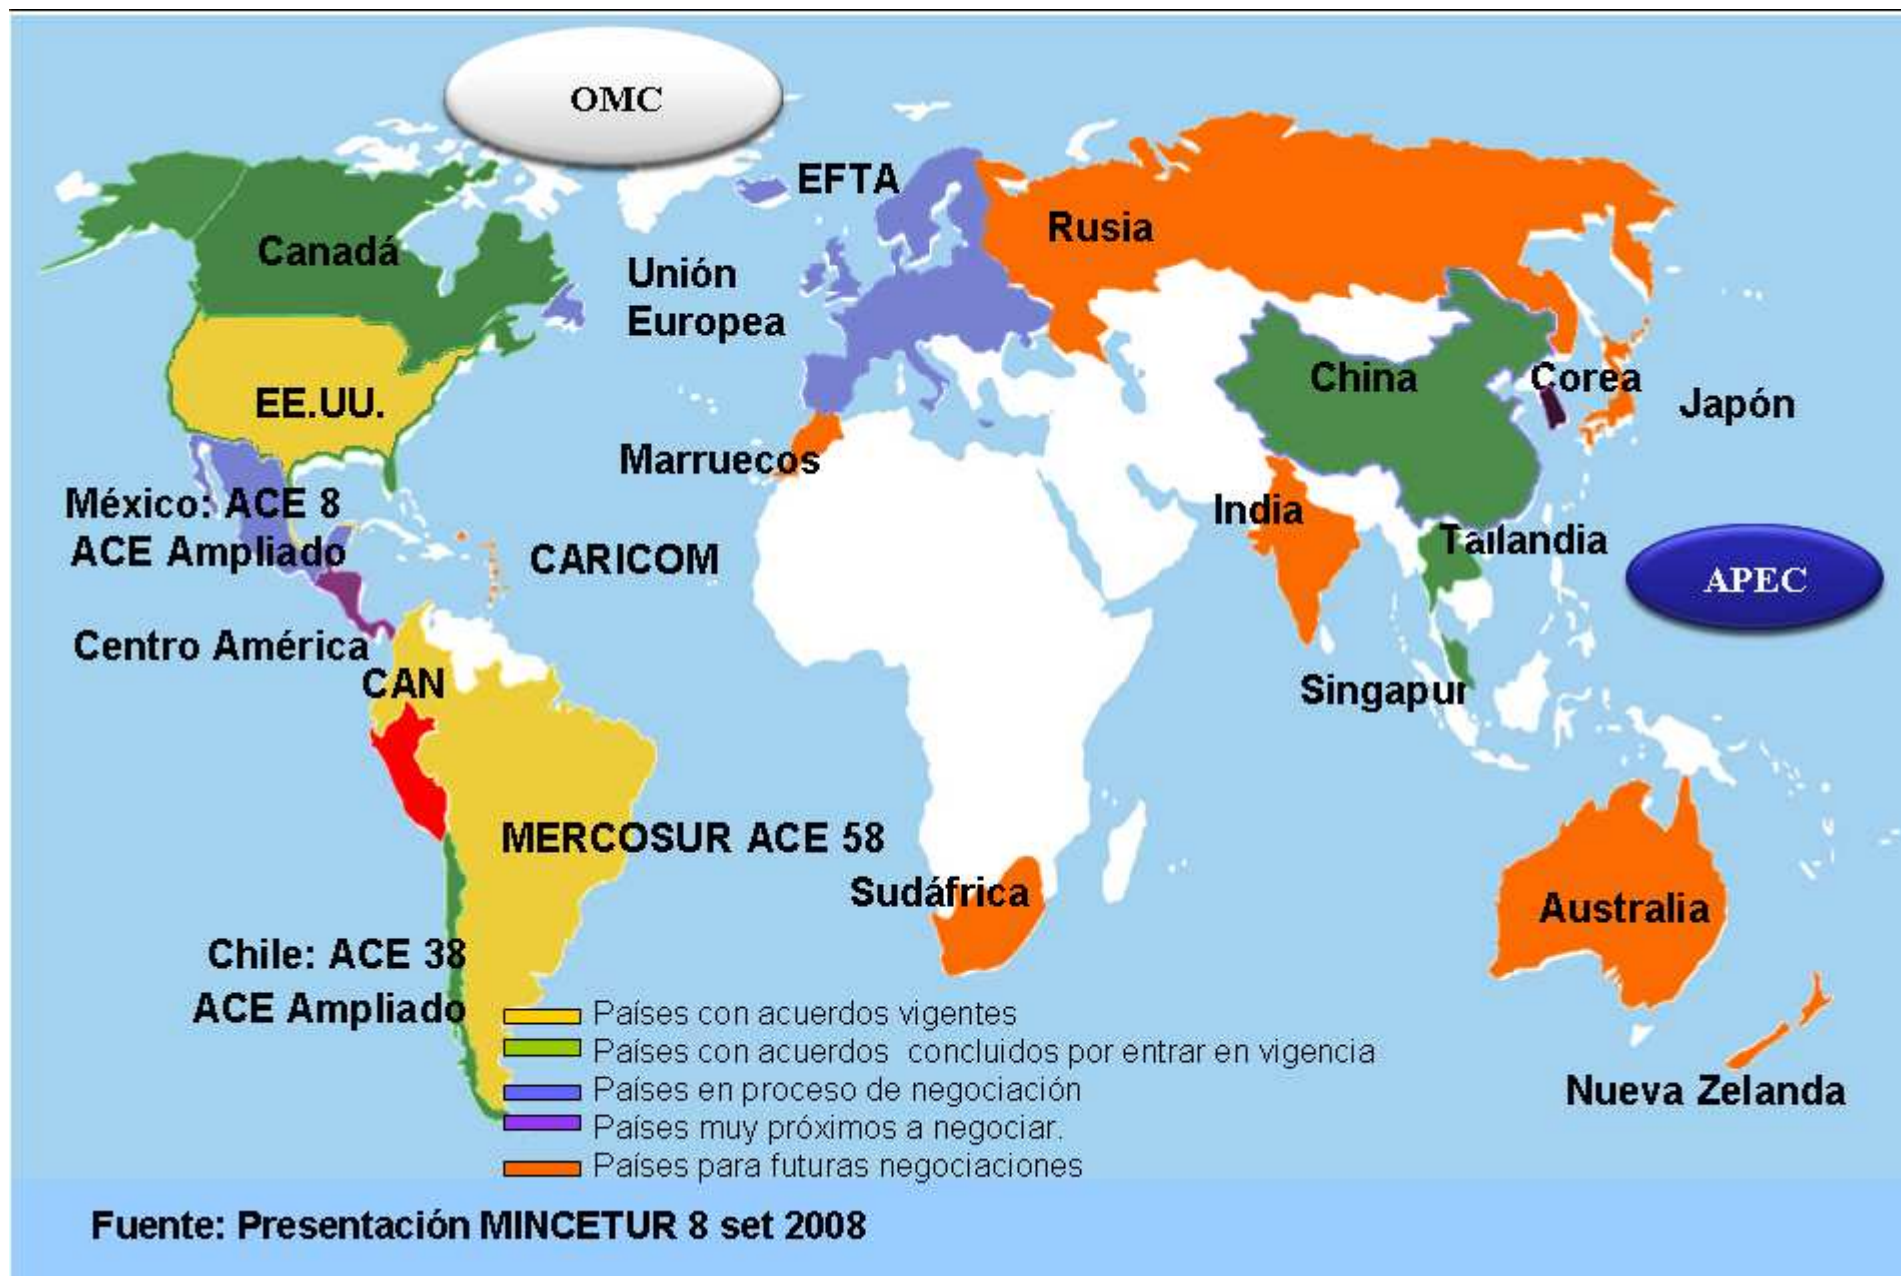 OMC
EFTA
Rusia
Canadá
Unión
Europea
China
Corea
EE.UU.
Japón
Marruecos
México: ACE 8
ACE Ampliado
India
Tailandia
CARICOM
APEC
Centro América
CAN
Singapur
MERCOSUR ACE 58
Sudáfrica
Australia
Chile: ACE 38
ACE Ampliado
Países con acuerdos vigentes
Países con acuerdos concluidos por entrar en vigencia
Países en proceso de negociación
Nueva Zelanda
Países muy próximos a negociar.
Países para futuras negociaciones
Fuente: Presentación MINCETUR 8 set 2008